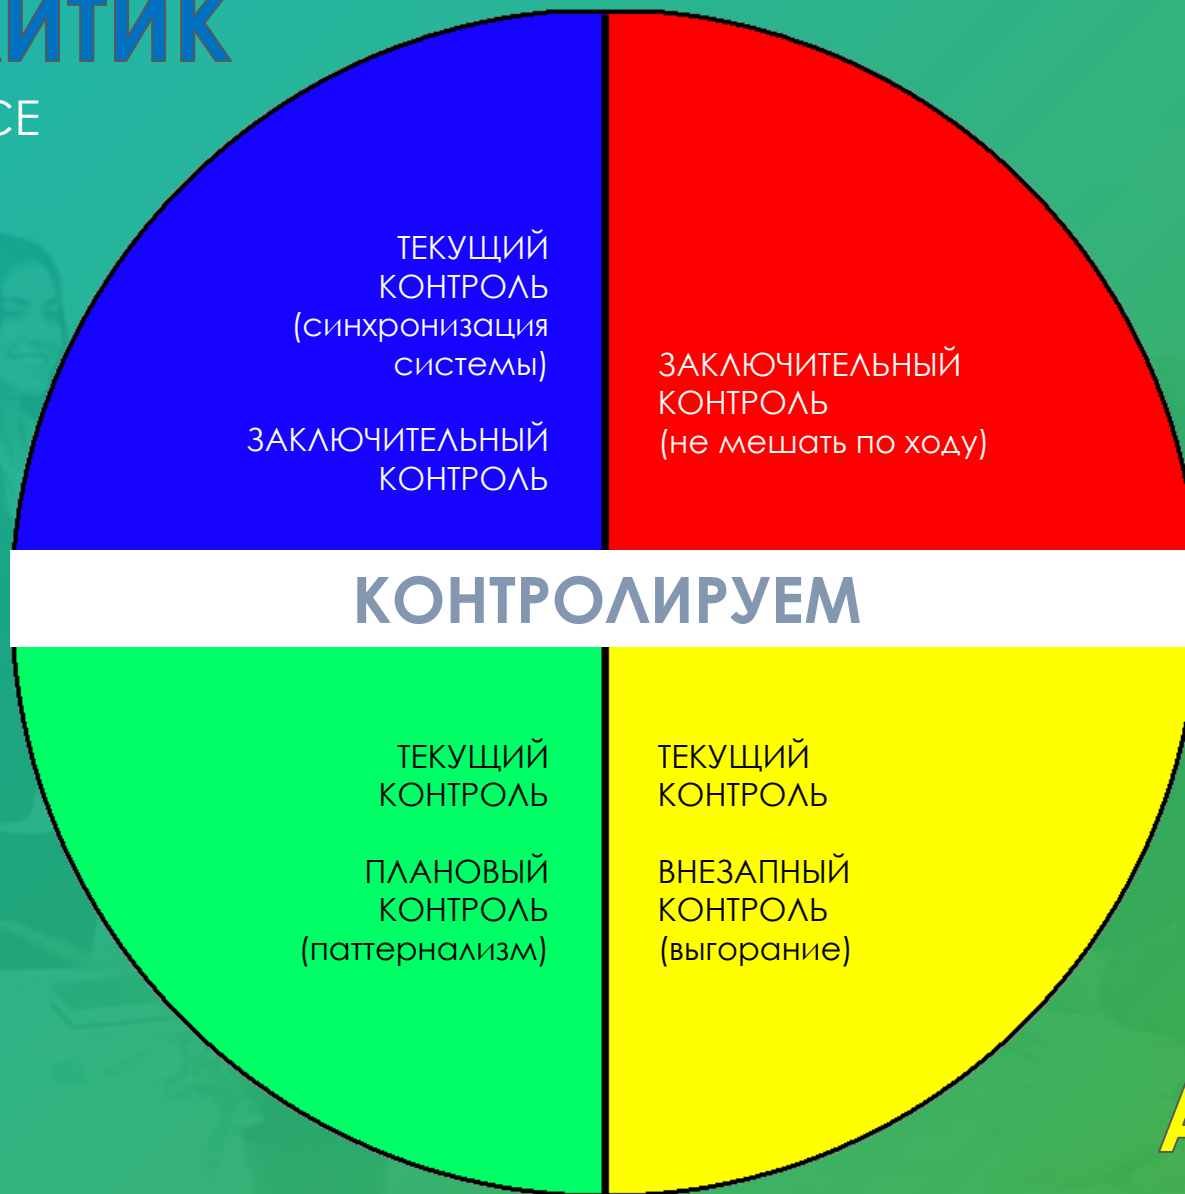 ИТИК
СЕ
ТЕКУЩИЙ
КОНТРОЛЬ
(синхронизация
системы)
ЗАКЛЮЧИТЕЛЬНЫЙ
КОНТРОЛЬ
ЗАКЛЮЧИТЕЛЬНЫЙ
КОНТРОЛЬ
(не мешать по ходу)
КОНТРОЛИРУЕМ
ТЕКУЩИЙ
КОНТРОЛЬ
ПЛАНОВЫЙ
КОНТРОЛЬ
(паттернализм)
ТЕКУЩИЙ
КОНТРОЛЬ
ВНЕЗАПНЫЙ
КОНТРОЛЬ
(выгорание)